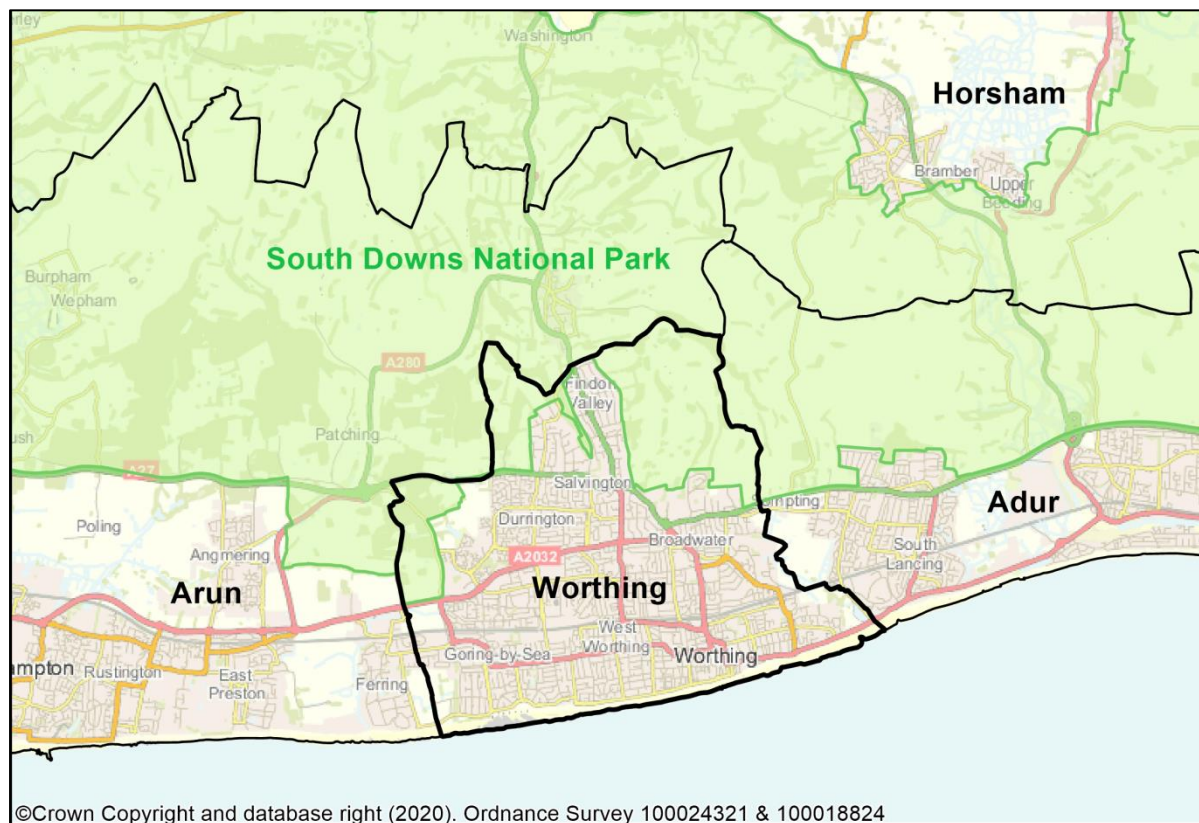 Washington
Horsham
Bramber
Upper
Beeding
South Downs National Park
Burpham
Wepham
A280
Findon
Valley
Patching
A27
Salvington
Sompting
Adur
Poling
Durrington
Broadwater
Angmering
A2032
South
Lancing
Arun
Worthing
West
Worthing
Goring-by-Sea
Worthing
ampton
Rustington
East
Preston
Ferring
©Crown Copyright and database right (2020). Ordnance Survey 100024321 & 100018824